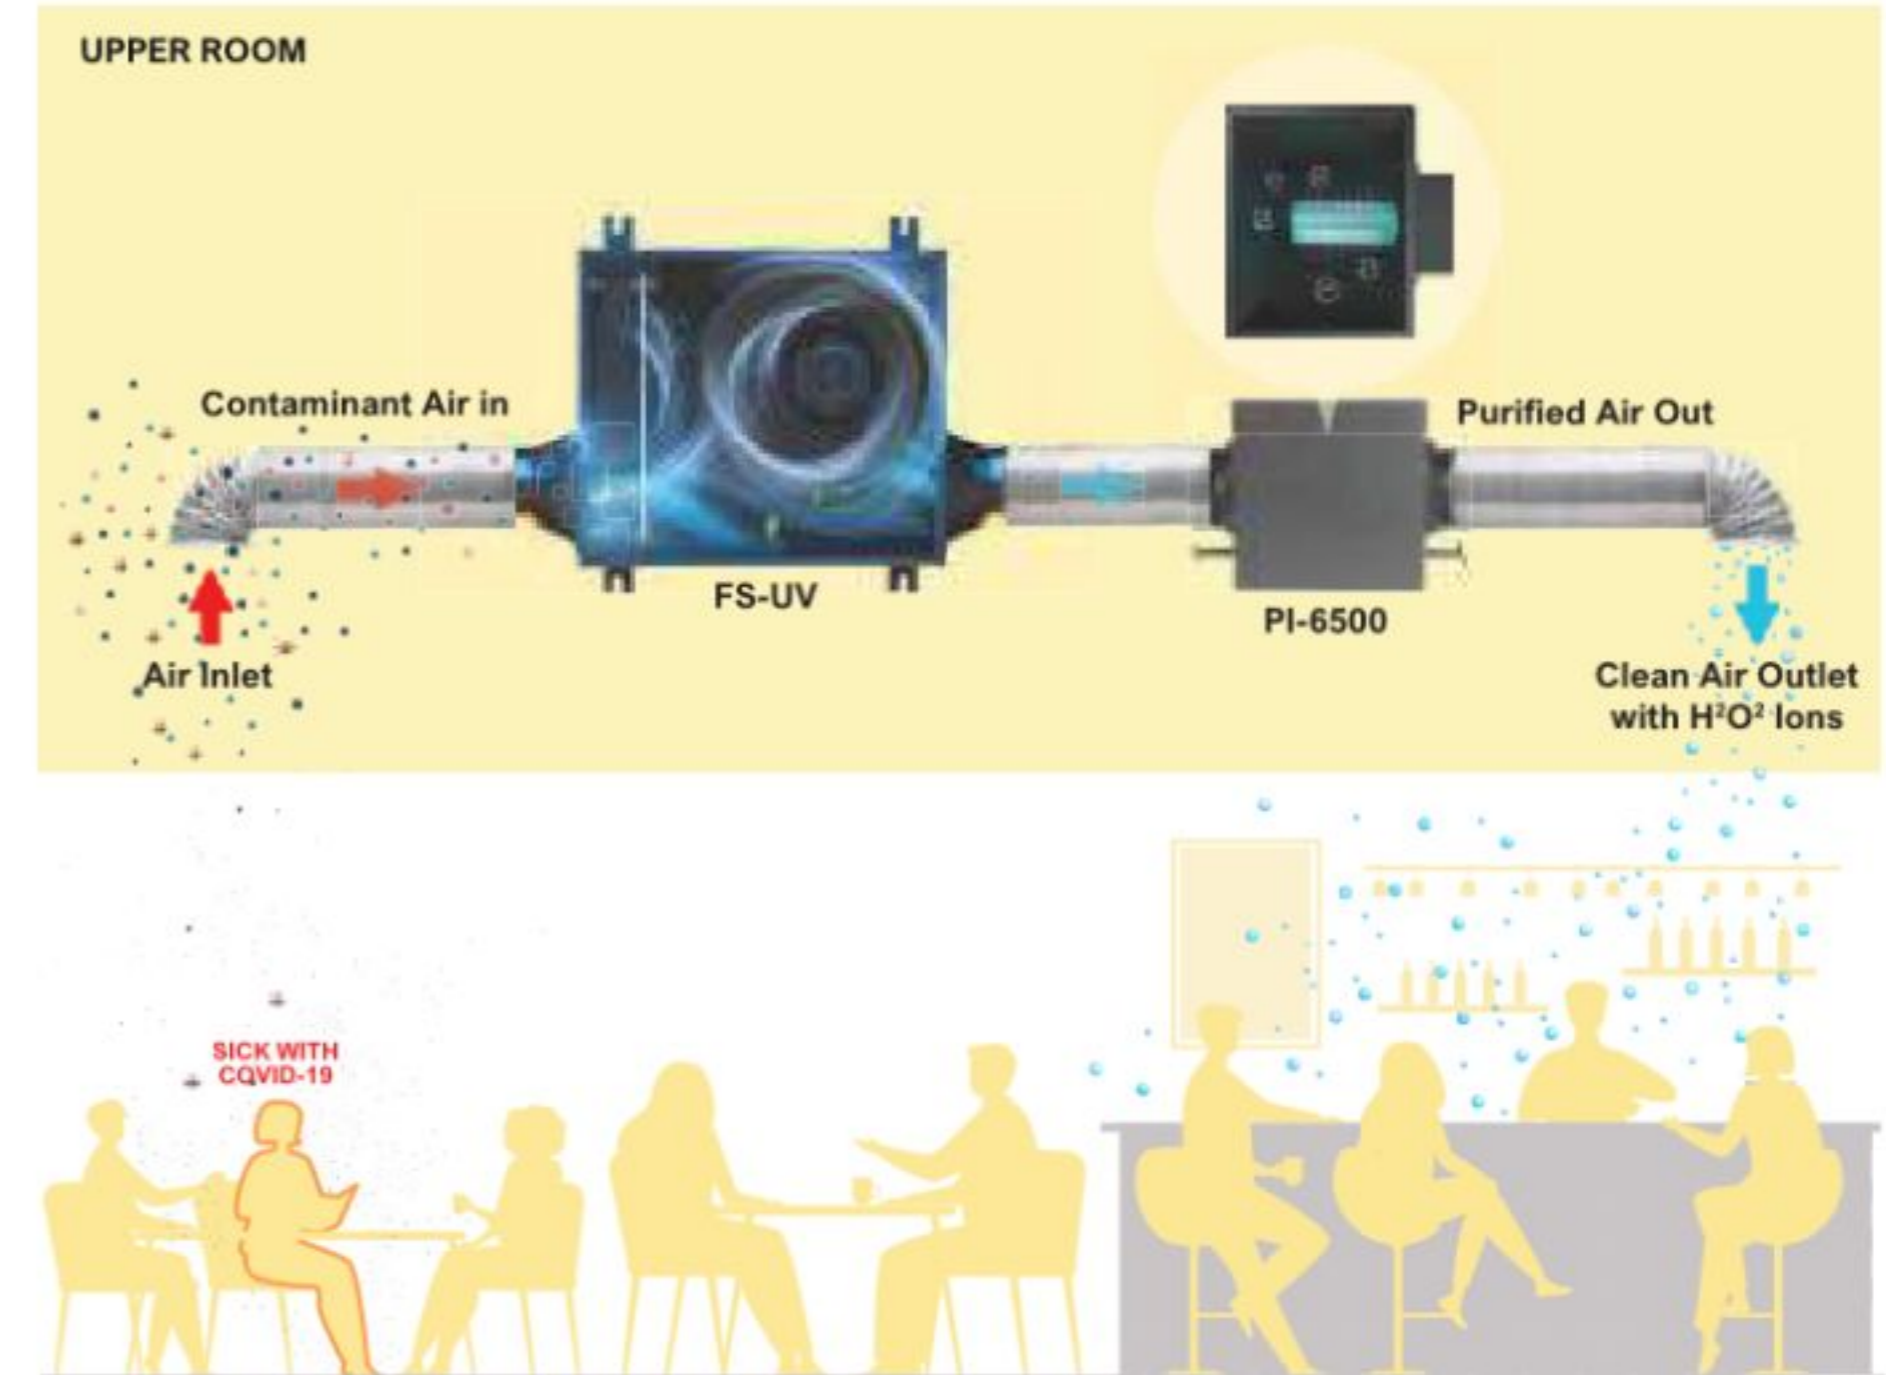 UPPER ROOM
Contaminant Air in
Purified Air Out
FS-UV
PI-6500
Air Inlet
Clean Air Outlet
with H²O² Ions
SICK WITH
COVID-19